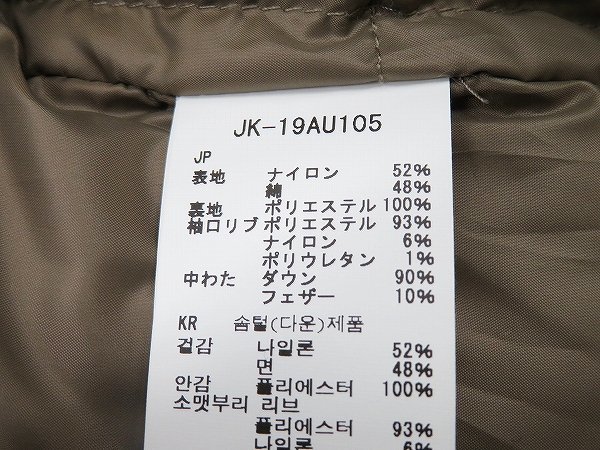 JK-19AU105
JP
表地 ナイロン 52%
綿 48%
裏地 ポリエステル 100%
袖口リブ ポリエステル 93%
ナイロン 6%
ポリウレタン 1%
中わた ダウン 90%
フェザー 10%
KR 솜털(다운)제품
겉감 나일론 52%
면 48%
안감 폴리에스터 100%
소맷부리 리브
폴리에스터 93%
나일론 6%